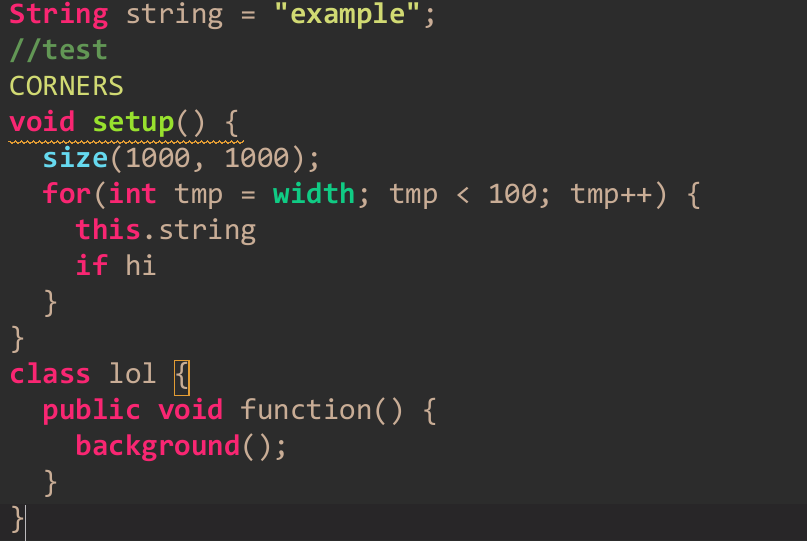 String string = "example";
//test
CORNERS
void setup() {
  size(1000, 1000);
  for(int tmp = width; tmp < 100; tmp++) {
    this.string
    if hi
  }
}
class lol {
  public void function() {
    background();
  }
}